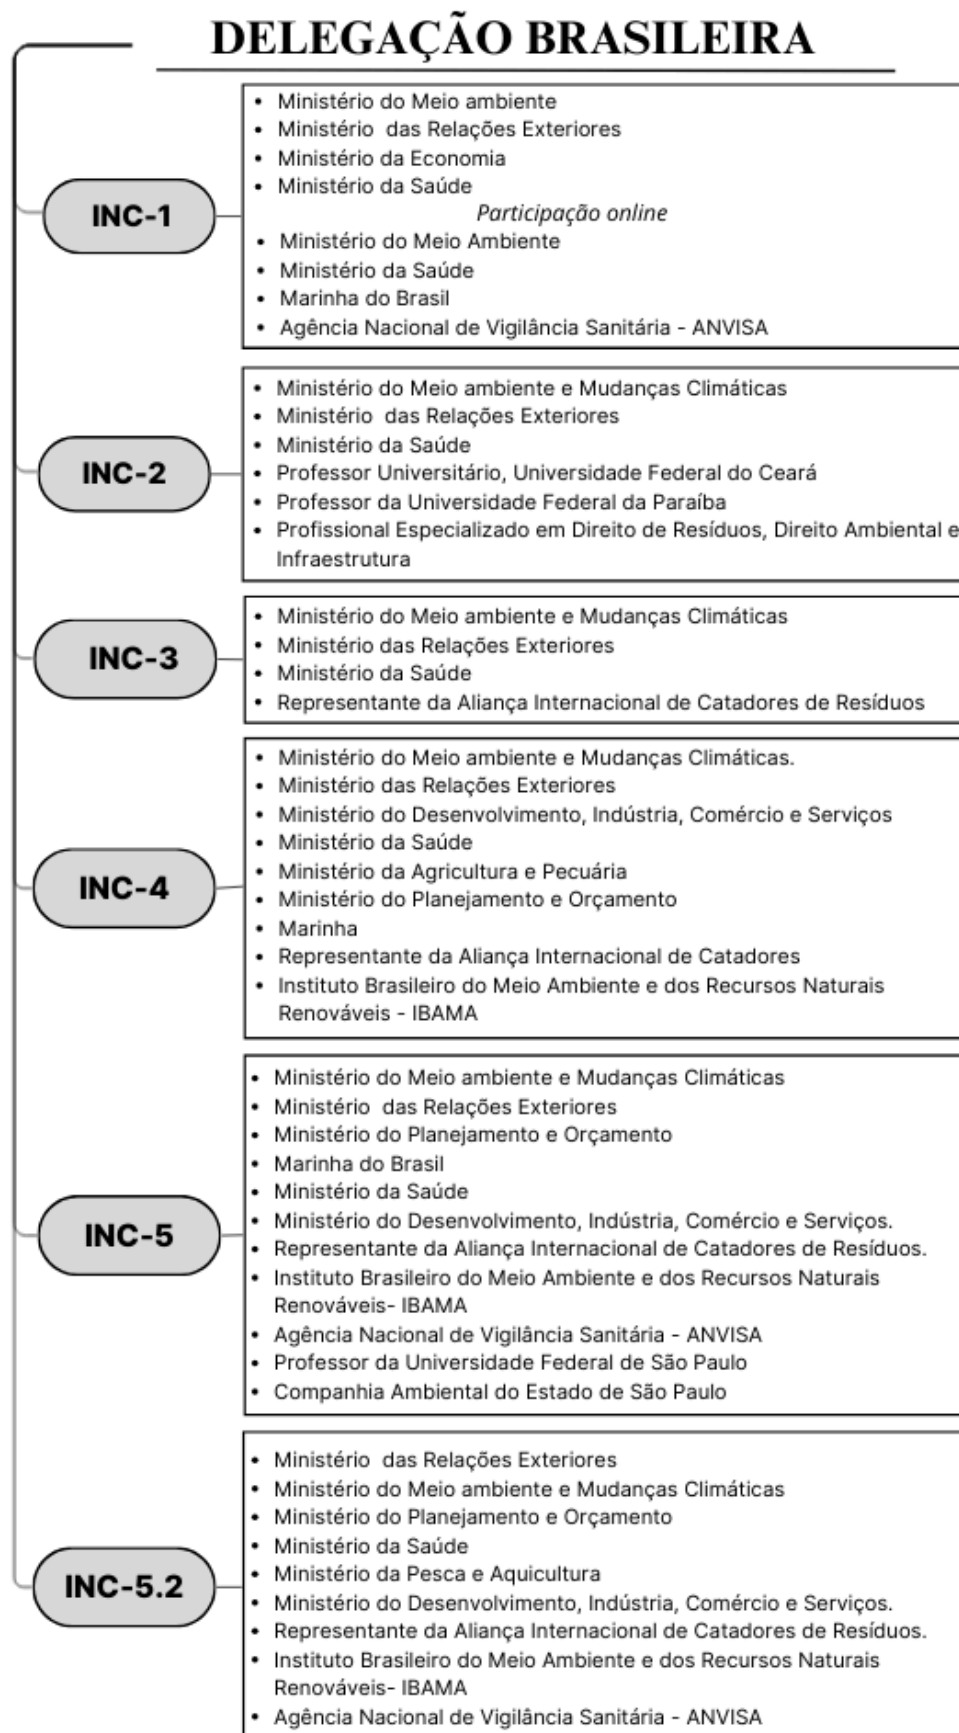 DELEGAÇÃO BRASILEIRA
INC-1
• Ministério do Meio ambiente
• Ministério das Relações Exteriores
• Ministério da Economia
• Ministério da Saúde
Participação online
• Ministério do Meio Ambiente
• Ministério da Saúde
• Marinha do Brasil
• Agência Nacional de Vigilância Sanitária - ANVISA
INC-2
• Ministério do Meio ambiente e Mudanças Climáticas
• Ministério das Relações Exteriores
• Ministério da Saúde
• Professor Universitário, Universidade Federal do Ceará
• Professor da Universidade Federal da Paraíba
• Profissional Especializado em Direito de Resíduos, Direito Ambiental e
Infraestrutura
INC-3
• Ministério do Meio ambiente e Mudanças Climáticas
• Ministério das Relações Exteriores
• Ministério da Saúde
• Representante da Aliança Internacional de Catadores de Resíduos
INC-4
• Ministério do Meio ambiente e Mudanças Climáticas.
• Ministério das Relações Exteriores
• Ministério do Desenvolvimento, Indústria, Comércio e Serviços
• Ministério da Saúde
• Ministério da Agricultura e Pecuária
• Ministério do Planejamento e Orçamento
• Marinha
• Representante da Aliança Internacional de Catadores
• Instituto Brasileiro do Meio Ambiente e dos Recursos Naturais
Renováveis - IBAMA
INC-5
• Ministério do Meio ambiente e Mudanças Climáticas
• Ministério das Relações Exteriores
• Ministério do Planejamento e Orçamento
• Marinha do Brasil
• Ministério da Saúde
• Ministério do Desenvolvimento, Indústria, Comércio e Serviços.
• Representante da Aliança Internacional de Catadores de Resíduos.
• Instituto Brasileiro do Meio Ambiente e dos Recursos Naturais
Renováveis- IBAMA
• Agência Nacional de Vigilância Sanitária - ANVISA
• Professor da Universidade Federal de São Paulo
• Companhia Ambiental do Estado de São Paulo
INC-5.2
• Ministério das Relações Exteriores
• Ministério do Meio ambiente e Mudanças Climáticas
• Ministério do Planejamento e Orçamento
• Ministério da Saúde
• Ministério da Pesca e Aquicultura
• Ministério do Desenvolvimento, Indústria, Comércio e Serviços.
• Representante da Aliança Internacional de Catadores de Resíduos.
• Instituto Brasileiro do Meio Ambiente e dos Recursos Naturais
Renováveis- IBAMA
• Agência Nacional de Vigilância Sanitária - ANVISA